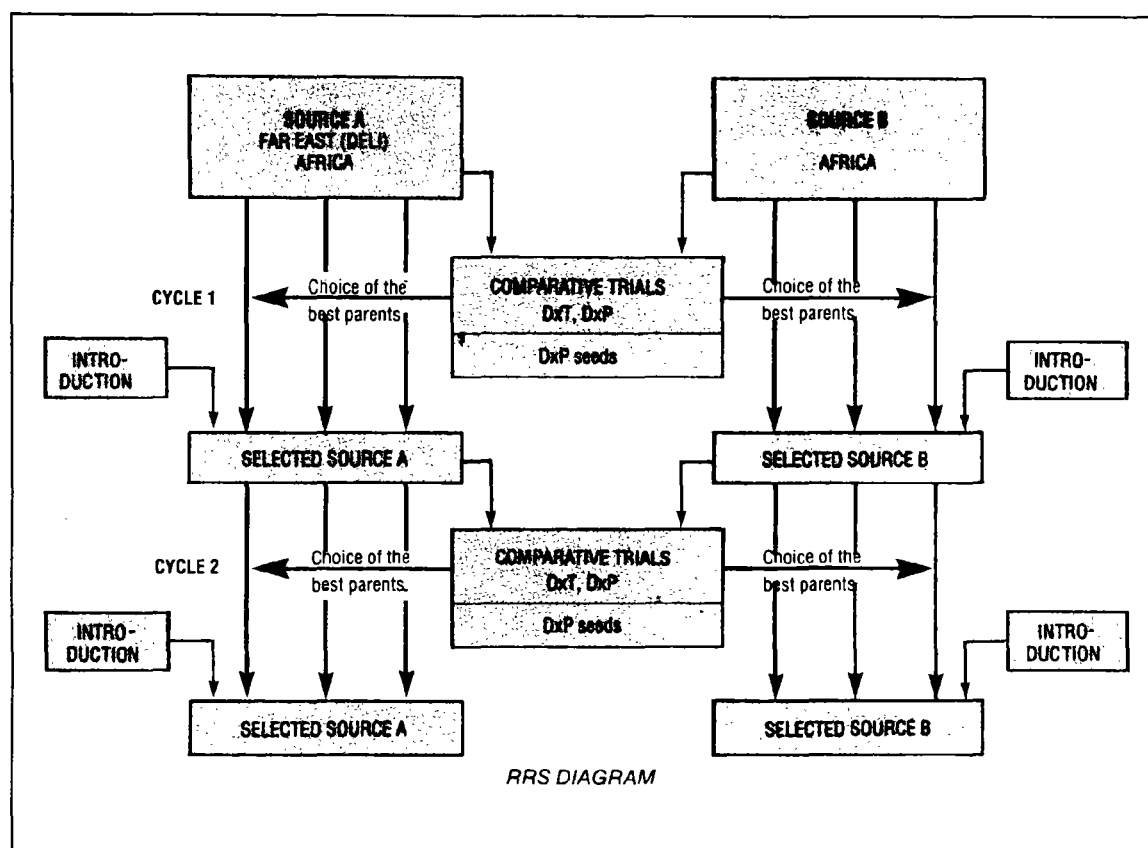 SOURCE A
FAR EAST (DELI)
AFRICA
SOURCE B
AFRICA
CYCLE 1
Choice of the
best parents
COMPARATIVE TRIALS
DxT, DxP
DxP seeds
Choice of the
best parents
INTRO-
DUCTION
INTRO-
DUCTION
SELECTED SOURCE A
SELECTED SOURCE B
CYCLE 2
Choice of the
best parents
COMPARATIVE TRIALS
DxT, DxP
DxP seeds
Choice of the
best parents
INTRO-
DUCTION
INTRO-
DUCTION
SELECTED SOURCE A
SELECTED SOURCE B
RRS DIAGRAM